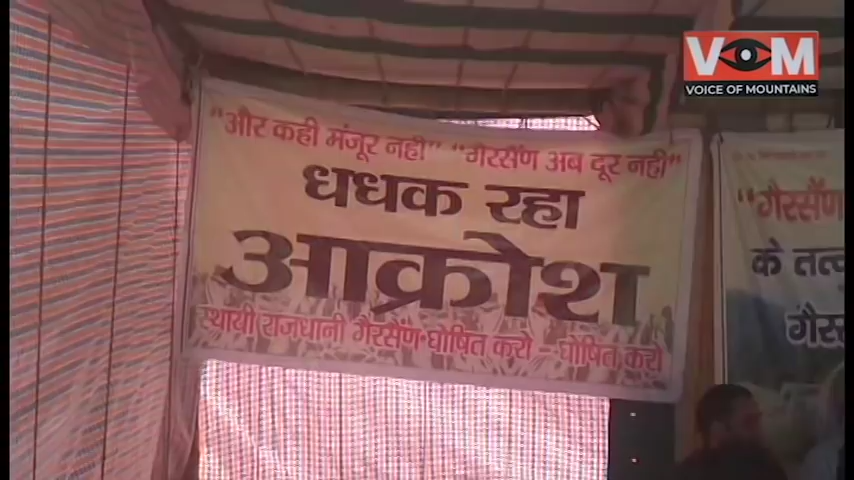 VOM
VOICE OF MOUNTAINS
"और कही मंजूर नही" "गैरसैंण अब दूर नही"
धधक रहा
आक्रोश
स्थायी राजधानी गैरसैंण घोषित करो - घोषित करो
"गैरसैंण
के
गैरसै